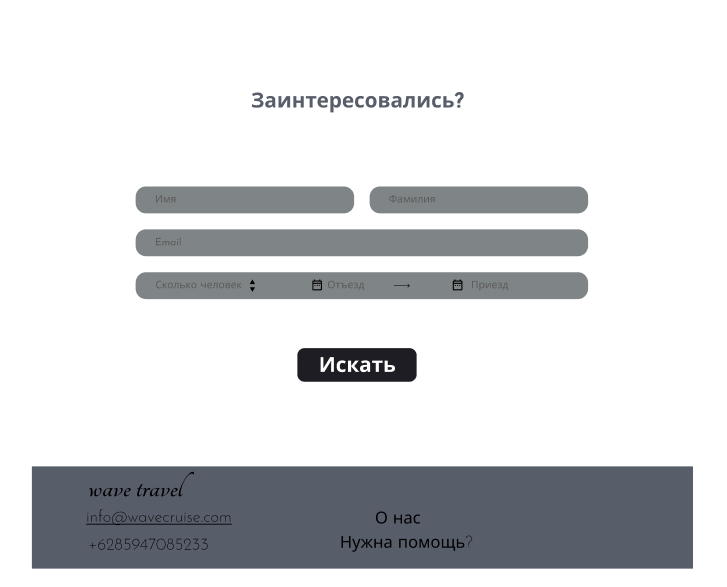 Заинтересовались?
Имя Фамилия
Email
Сколько человек Отъезд → Приезд
Искать
wave travel
info@wavecruise.com
+6285947085233
О нас
Нужна помощь?